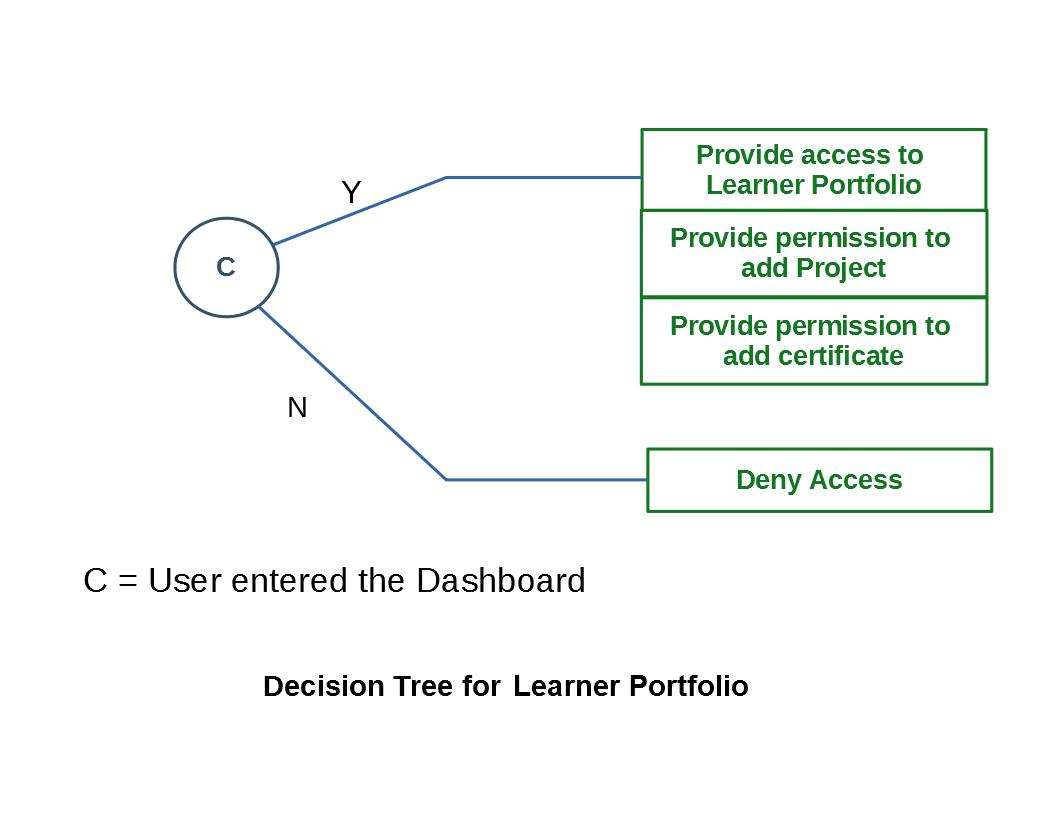 Provide access to
Learner Portfolio
Y
Provide permission to
add Project
C
Provide permission to
add certificate
N
Deny Access
C = User entered the Dashboard
Decision Tree for Learner Portfolio